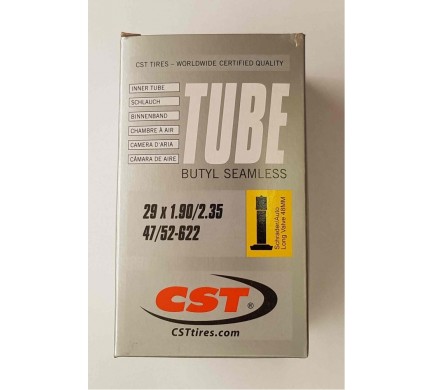 CST TIRES – WORLDWIDE CERTIFIED QUALITY
INNER TUBE
SCHLAUCH
BINNENBAND
CHAMBRE À AIR
CAMERA D'ARIA
CÁMARA DE AIRE
TUBE
BUTYL SEAMLESS
29 x 1.90/2.35
47/52-622
Schrader/Auto
Long Valve 48MM
CST®
CSTtires.com